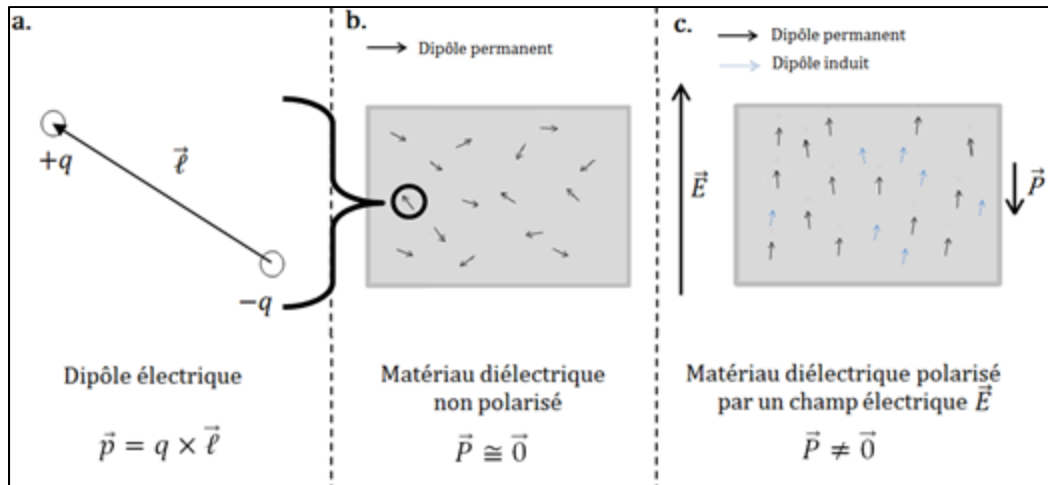 a.
+q
ℓ⃗
−q
Dipôle électrique
p⃗ = q × ℓ⃗
b.
Dipôle permanent
Matériau diélectrique
non polarisé
P⃗ ≅ 0⃗
c.
Dipôle permanent
Dipôle induit
E⃗
P⃗
Matériau diélectrique polarisé
par un champ électrique E⃗
P⃗ ≠ 0⃗